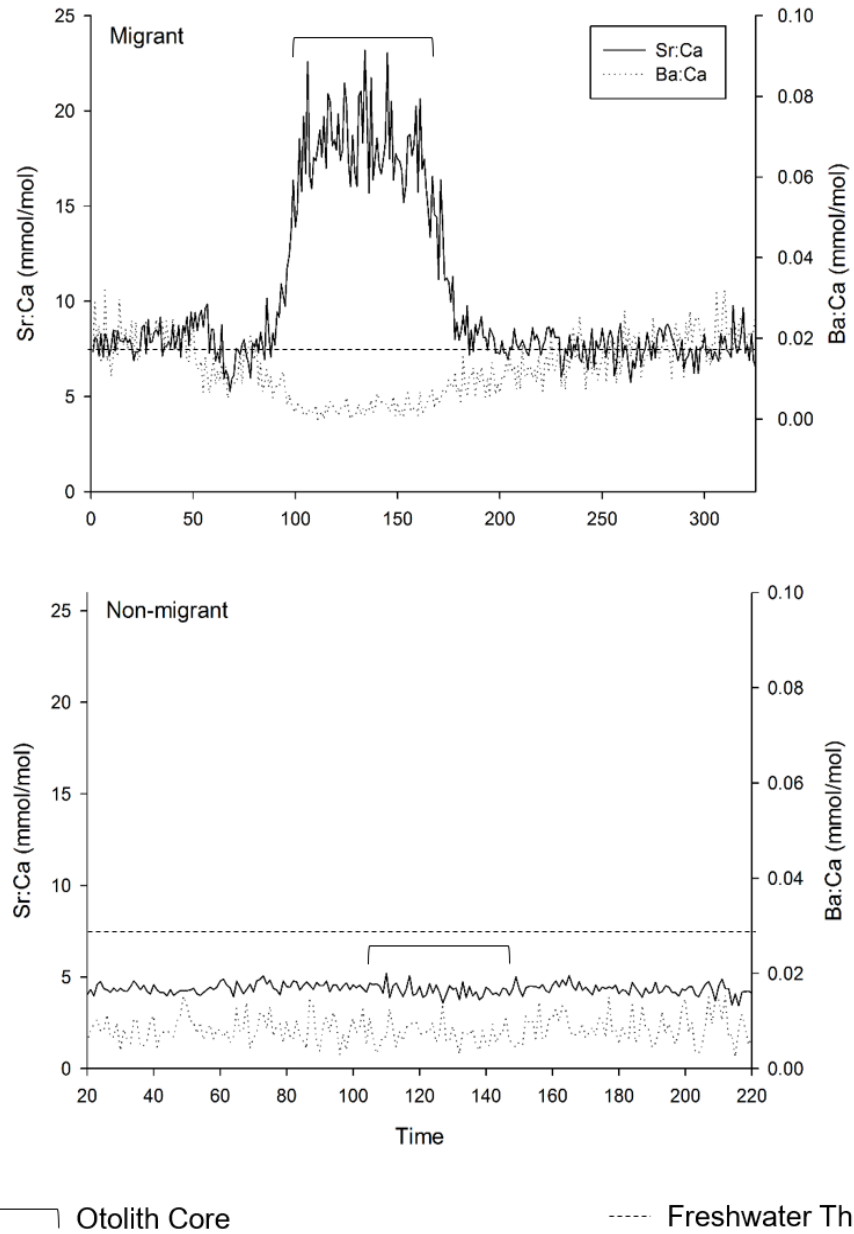 Migrant
Sr:Ca
Ba:Ca
25
20
15
10
5
0
Sr:Ca (mmol/mol)
0.10
0.08
0.06
0.04
0.02
0.00
Ba:Ca (mmol/mol)
0 50 100 150 200 250 300
Non-migrant
25
20
15
10
5
0
Sr:Ca (mmol/mol)
0.10
0.08
0.06
0.04
0.02
0.00
Ba:Ca (mmol/mol)
20 40 60 80 100 120 140 160 180 200 220
Time
Otolith Core
Freshwater Th